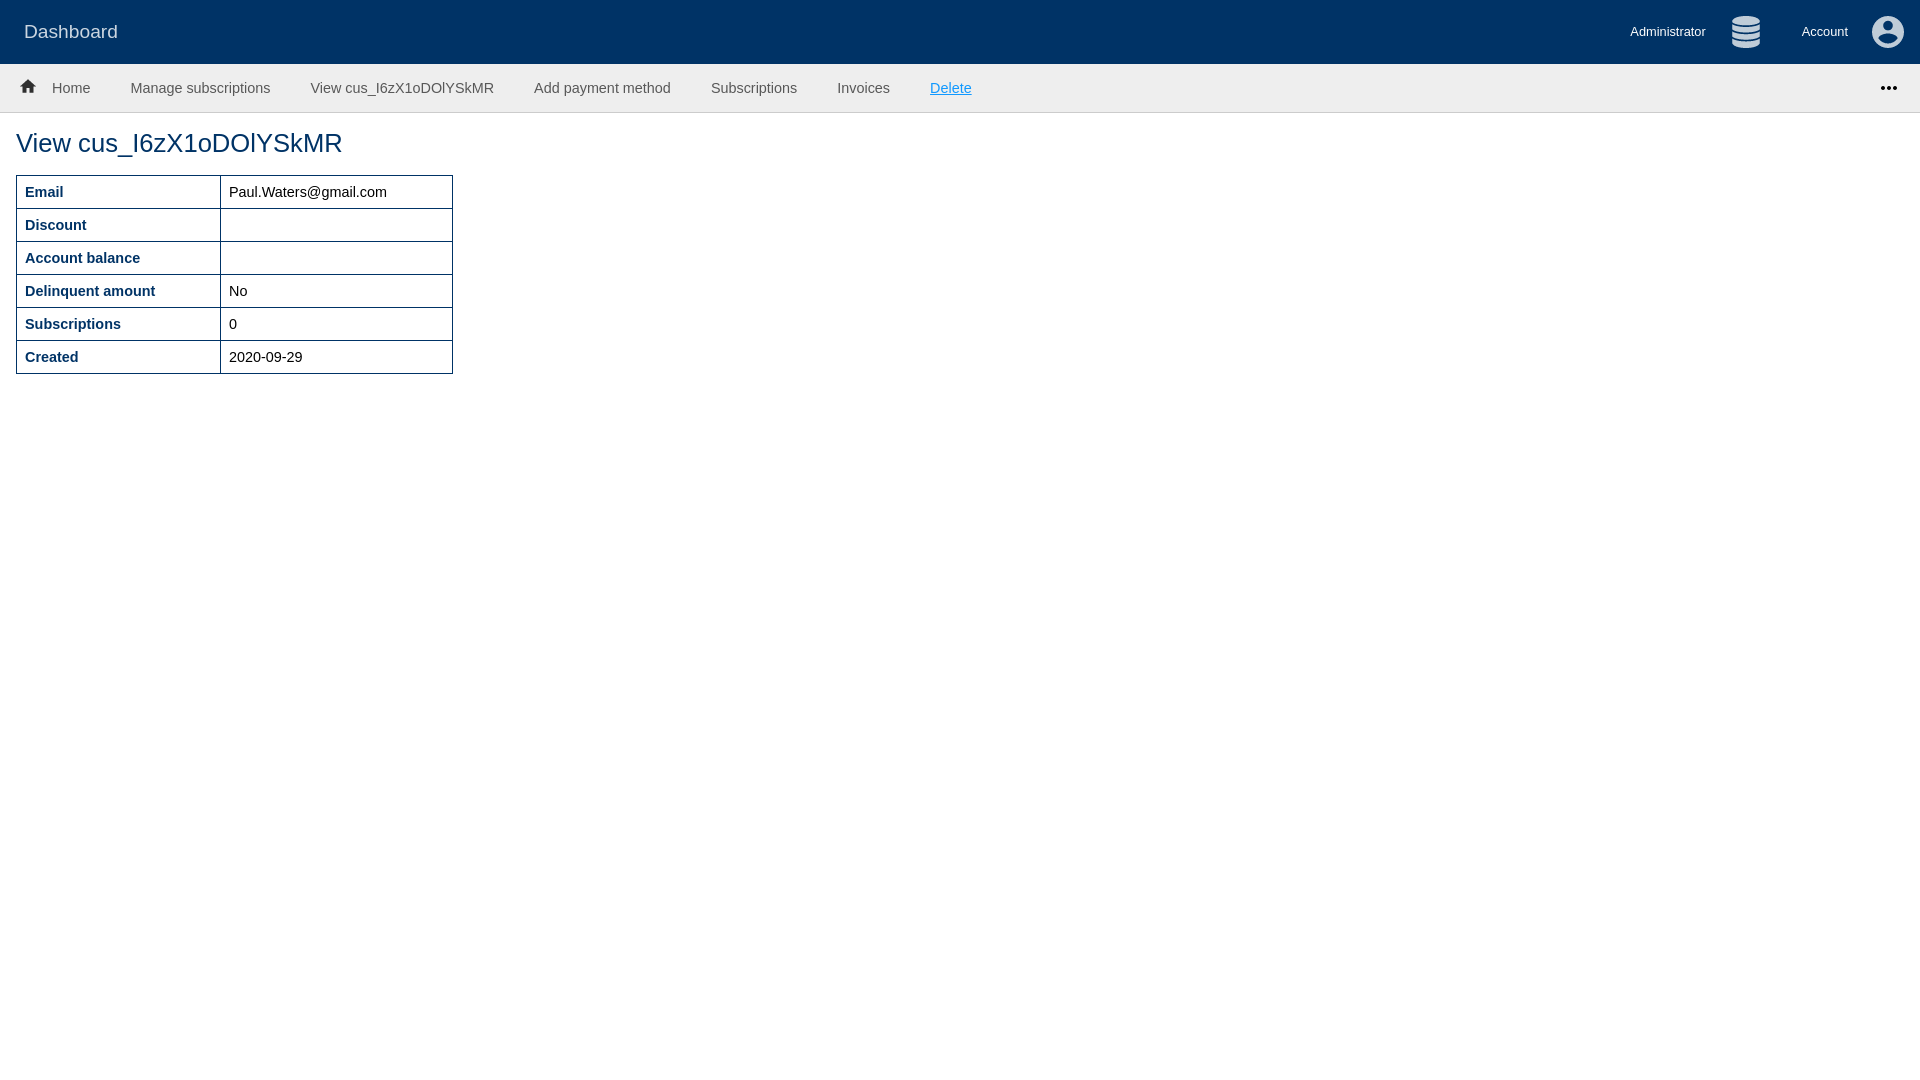 Dashboard
Administrator
Account
Home
Manage subscriptions
View cus_I6zX1oDOlYSkMR
Add payment method
Subscriptions
Invoices
Delete
View cus_I6zX1oDOlYSkMR
Email Paul.Waters@gmail.com
Discount
Account balance
Delinquent amount No
Subscriptions 0
Created 2020-09-29